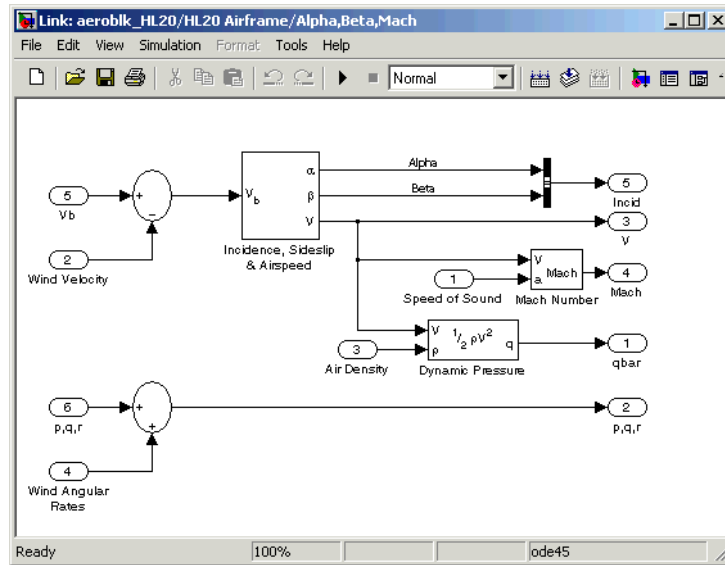 Link: aeroblk_HL20/HL20 Airframe/Alpha,Beta,Mach
File Edit View Simulation Format Tools Help
Normal
5
Vb
2
Wind Velocity
+
−
Vb
α
β
V
Incidence, Sideslip
& Airspeed
Alpha
Beta
5
Incid
3
V
1
Speed of Sound
V
a
Mach
Mach Number
4
Mach
3
Air Density
V
ρ
1/2 ρV²
q
Dynamic Pressure
1
qbar
6
p,q,r
4
Wind Angular
Rates
+
+
2
p,q,r
Ready 100% ode45